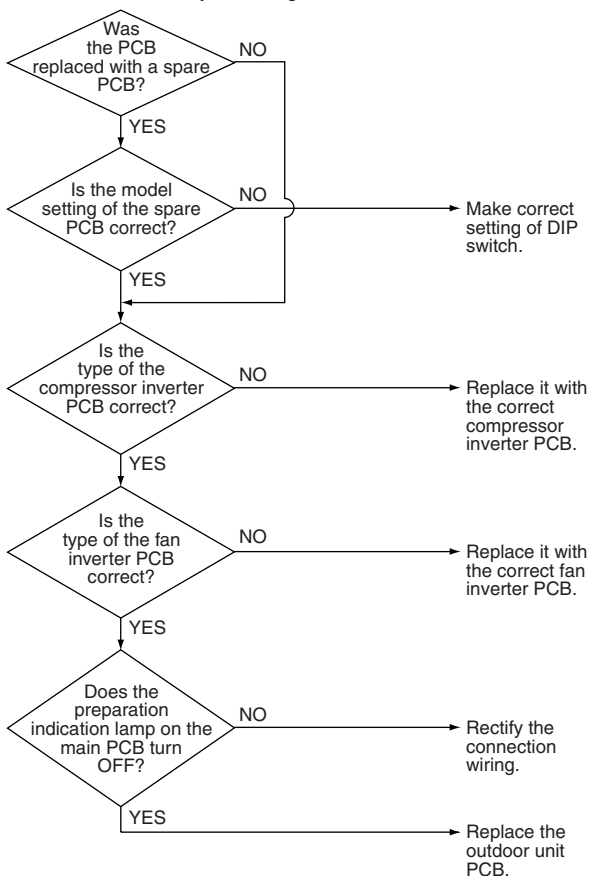 Was
the PCB
replaced with a spare
PCB?
NO
YES
Is the model
setting of the spare
PCB correct?
NO
Make correct
setting of DIP
switch.
YES
Is the
type of the
compressor inverter
PCB correct?
NO
Replace it with
the correct
compressor
inverter PCB.
YES
Is the
type of the fan
inverter PCB
correct?
NO
Replace it with
the correct fan
inverter PCB.
YES
Does the
preparation
indication lamp on the
main PCB turn
OFF?
NO
Rectify the
connection
wiring.
YES
Replace the
outdoor unit
PCB.